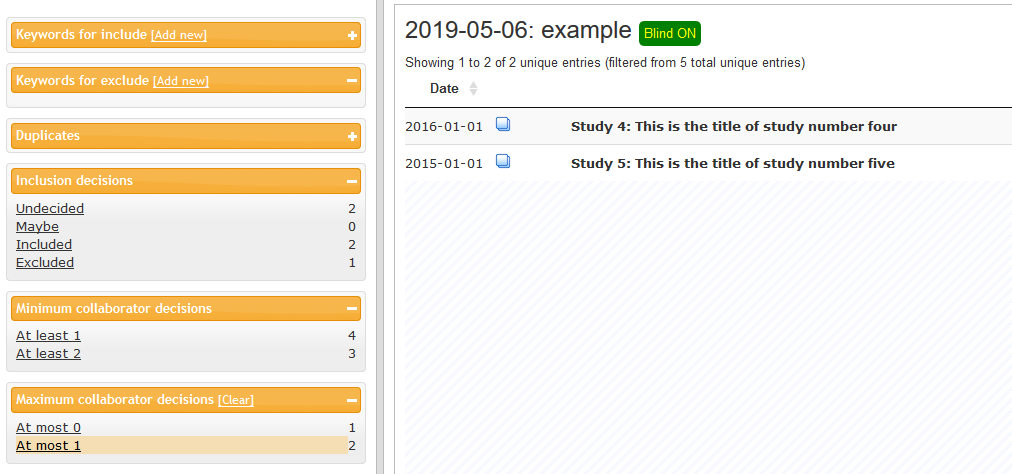 Keywords for include [Add new]
Keywords for exclude [Add new]
Duplicates
Inclusion decisions
Undecided 2
Maybe 0
Included 2
Excluded 1
Minimum collaborator decisions
At least 1 4
At least 2 3
Maximum collaborator decisions [Clear]
At most 0 1
At most 1 2
2019-05-06: example Blind ON
Showing 1 to 2 of 2 unique entries (filtered from 5 total unique entries)
Date
2016-01-01 Study 4: This is the title of study number four
2015-01-01 Study 5: This is the title of study number five